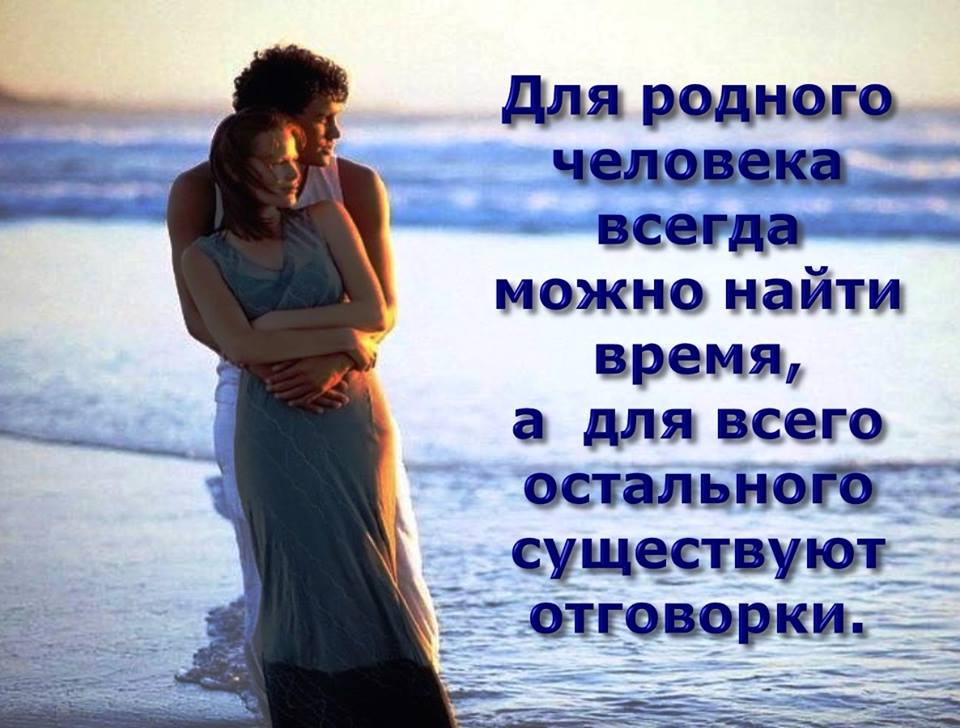 Для родного
человека
всегда
можно найти
время,
а для всего
остального
существуют
отговорки.